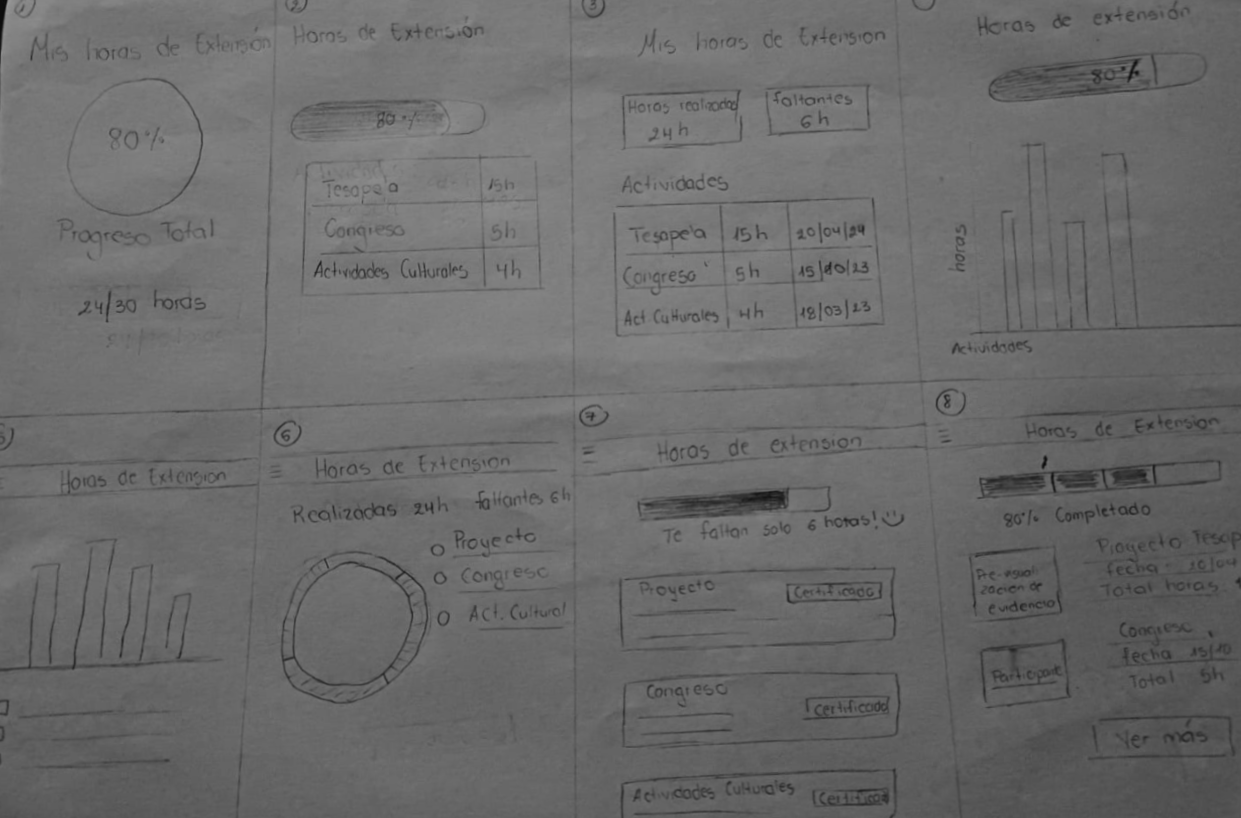 1
Mis horas de Extensión
80%
Progreso Total
24/30 horas
2
Horas de Extensión
80%
Tesape'a 15h
Congreso 5h
Actividades Culturales 4h
3
Mis horas de Extension
Horas realizadas
24h
faltantes
6h
Actividades
Tesape'a 15h 20/04/24
Congreso 5h 15/10/23
Act Culturales 4h 18/03/23
Horas de extensión
80%
horas
Actividades
Horas de Extension
6
Horas de Extension
Realizadas 24h faltantes 6h
Proyecto
Congreso
Act. Cultural
7
Horas de extension
Te faltan solo 6 horas!
Proyecto
Certificado
Congreso
Certificado
Actividades Culturales
Certificado
8
Horas de Extension
80% Completado
Pre-visual
zacion de
evidencia
Proyecto Tesap
fecha 20/04
Total horas
Participante
Congreso
fecha 15/10
Total 5h
Ver más